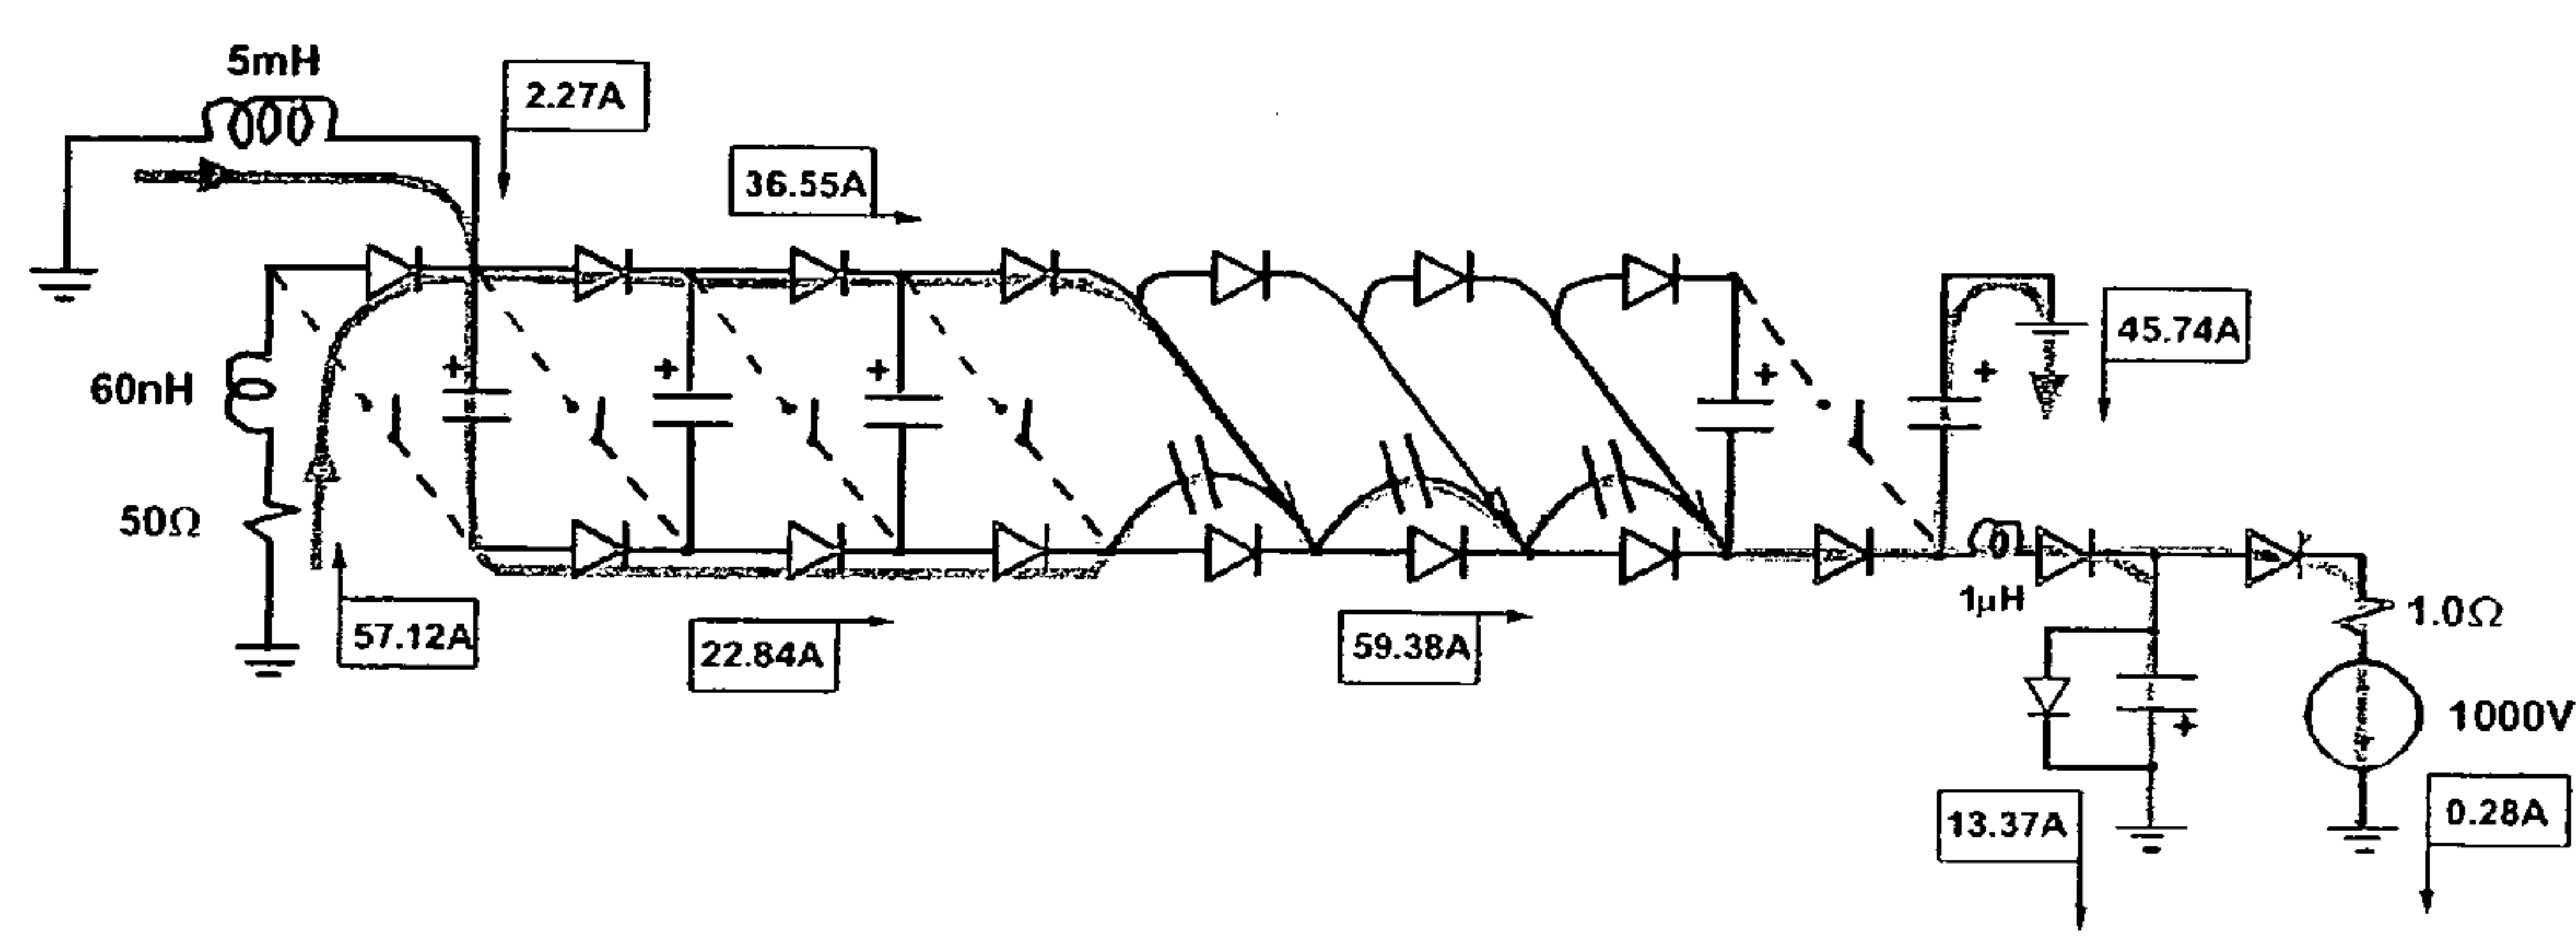 5mH
2.27A
36.55A
45.74A
60nH
50Ω
57.12A
22.84A
59.38A
1μH
1.0Ω
1000V
13.37A
0.28A